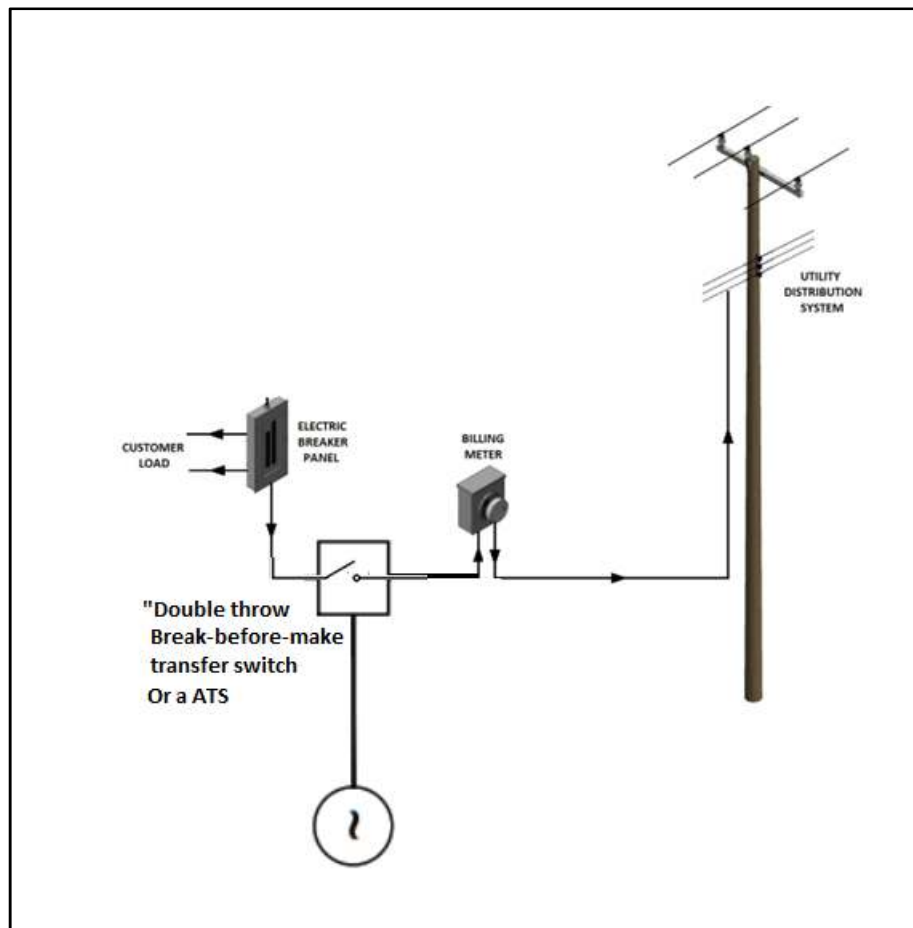 UTILITY
DISTRIBUTION
SYSTEM
ELECTRIC
BREAKER
PANEL
CUSTOMER
LOAD
BILLING
METER
"Double throw
Break-before-make
transfer switch
Or a ATS
~